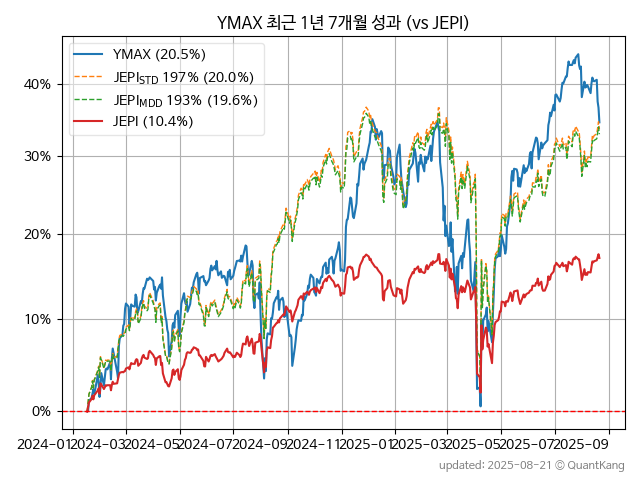 YMAX 최근 1년 7개월 성과 (vs JEPI)
YMAX (20.5%)
JEPISTD 197% (20.0%)
JEPIMDD 193% (19.6%)
JEPI (10.4%)
40%
30%
20%
10%
0%
2024-01 2024-03 2024-05 2024-07 2024-09 2024-11 2025-01 2025-03 2025-05 2025-07 2025-09
updated: 2025-08-21 © QuantKang